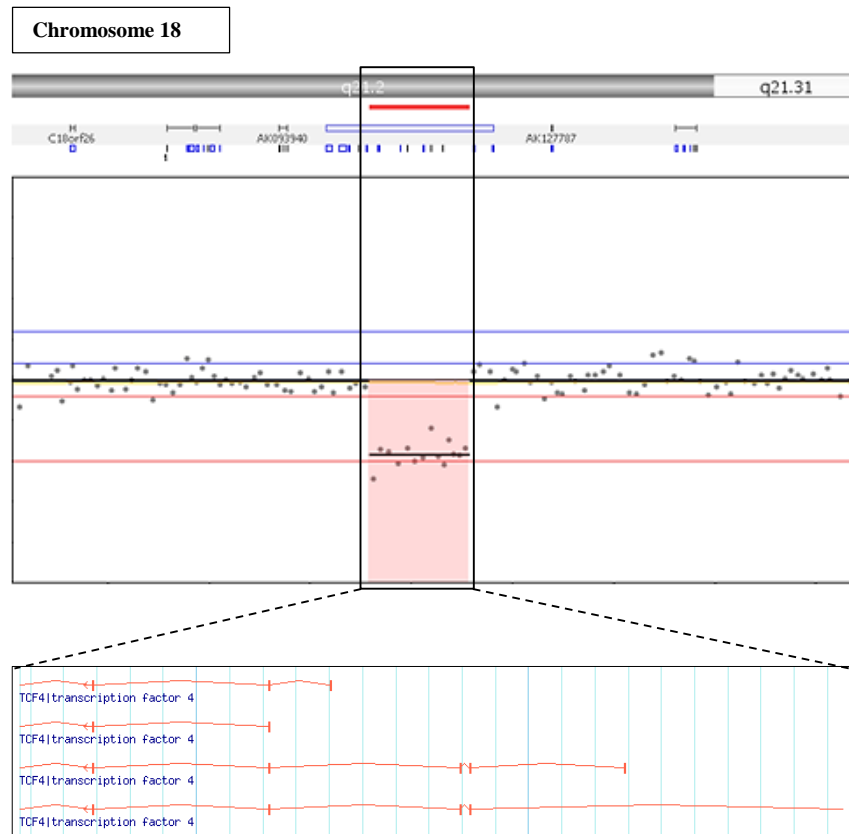 Chromosome 18
q21.2
q21.31
C18orf26
AK093940
AK127787
TCF4|transcription factor 4
TCF4|transcription factor 4
TCF4|transcription factor 4
TCF4|transcription factor 4